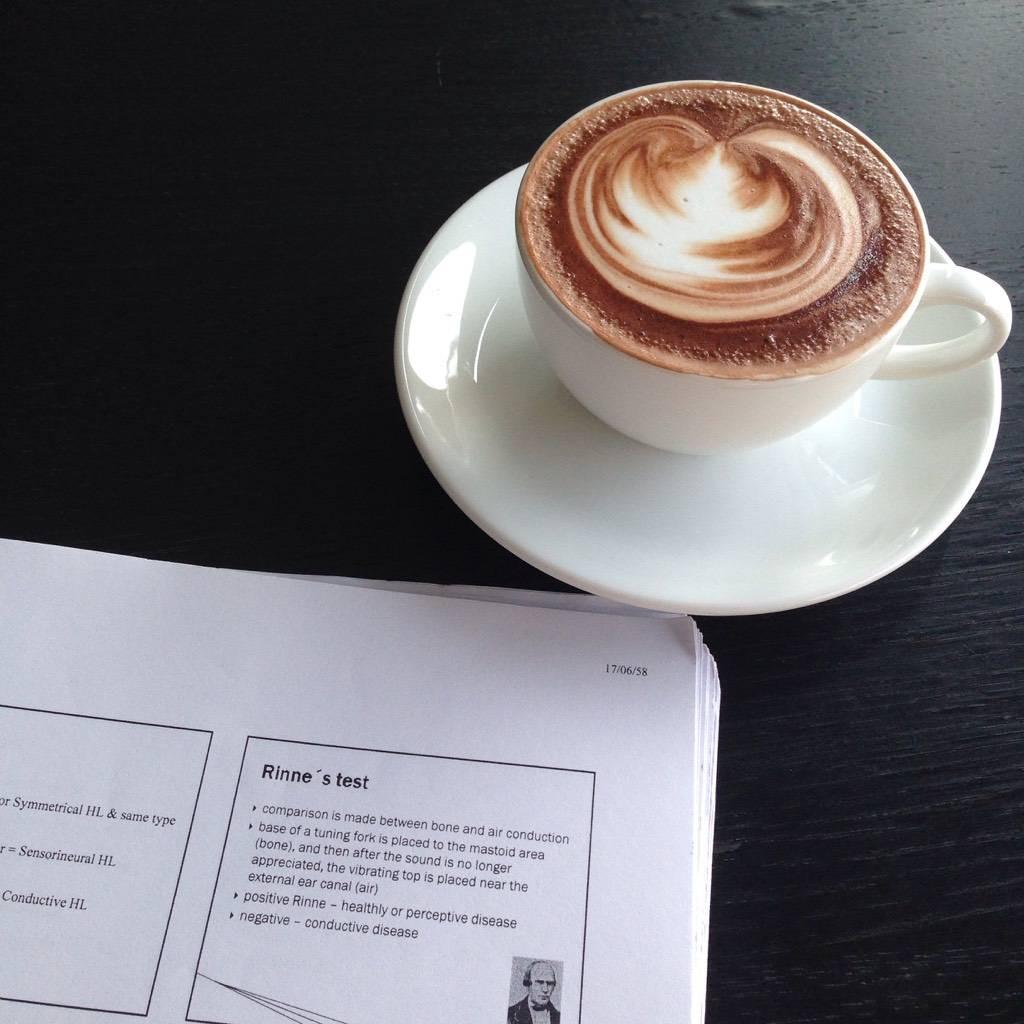 17/06/58
or Symmetrical HL & same type
r = Sensorineural HL
Conductive HL
Rinne´s test
comparison is made between bone and air conduction
base of a tuning fork is placed to the mastoid area
(bone), and then after the sound is no longer
appreciated, the vibrating top is placed near the
external ear canal (air)
positive Rinne – healthly or perceptive disease
negative – conductive disease